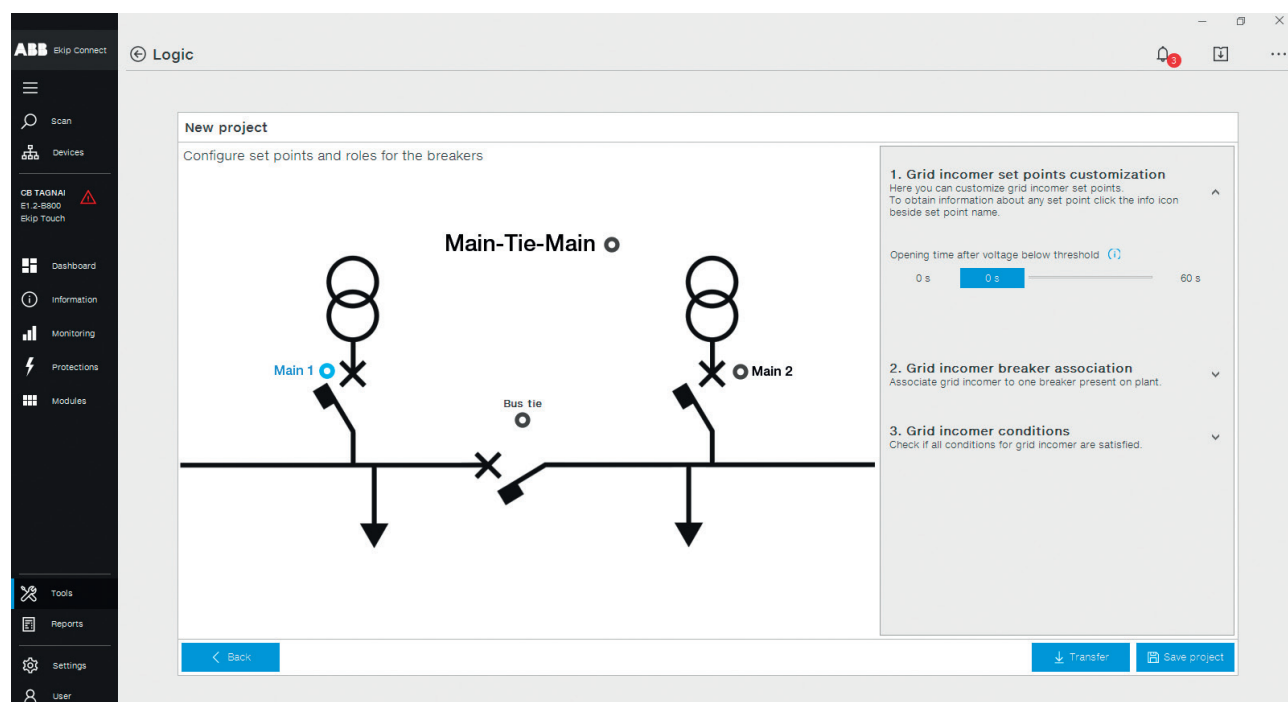 ABB Ekip Connect
Logic
3
Scan
Devices
CB TAGNAI
E1.2-B800
Ekip Touch
Dashboard
Information
Monitoring
Protections
Modules
Tools
Reports
Settings
User
New project
Configure set points and roles for the breakers
Main-Tie-Main
Main 1
Main 2
Bus tie
1. Grid incomer set points customization
Here you can customize grid incomer set points.
To obtain information about any set point click the info icon
beside set point name.
Opening time after voltage below threshold
0 s 0 s 60 s
2. Grid incomer breaker association
Associate grid incomer to one breaker present on plant.
3. Grid incomer conditions
Check if all conditions for grid incomer are satisfied.
Back
Transfer
Save project